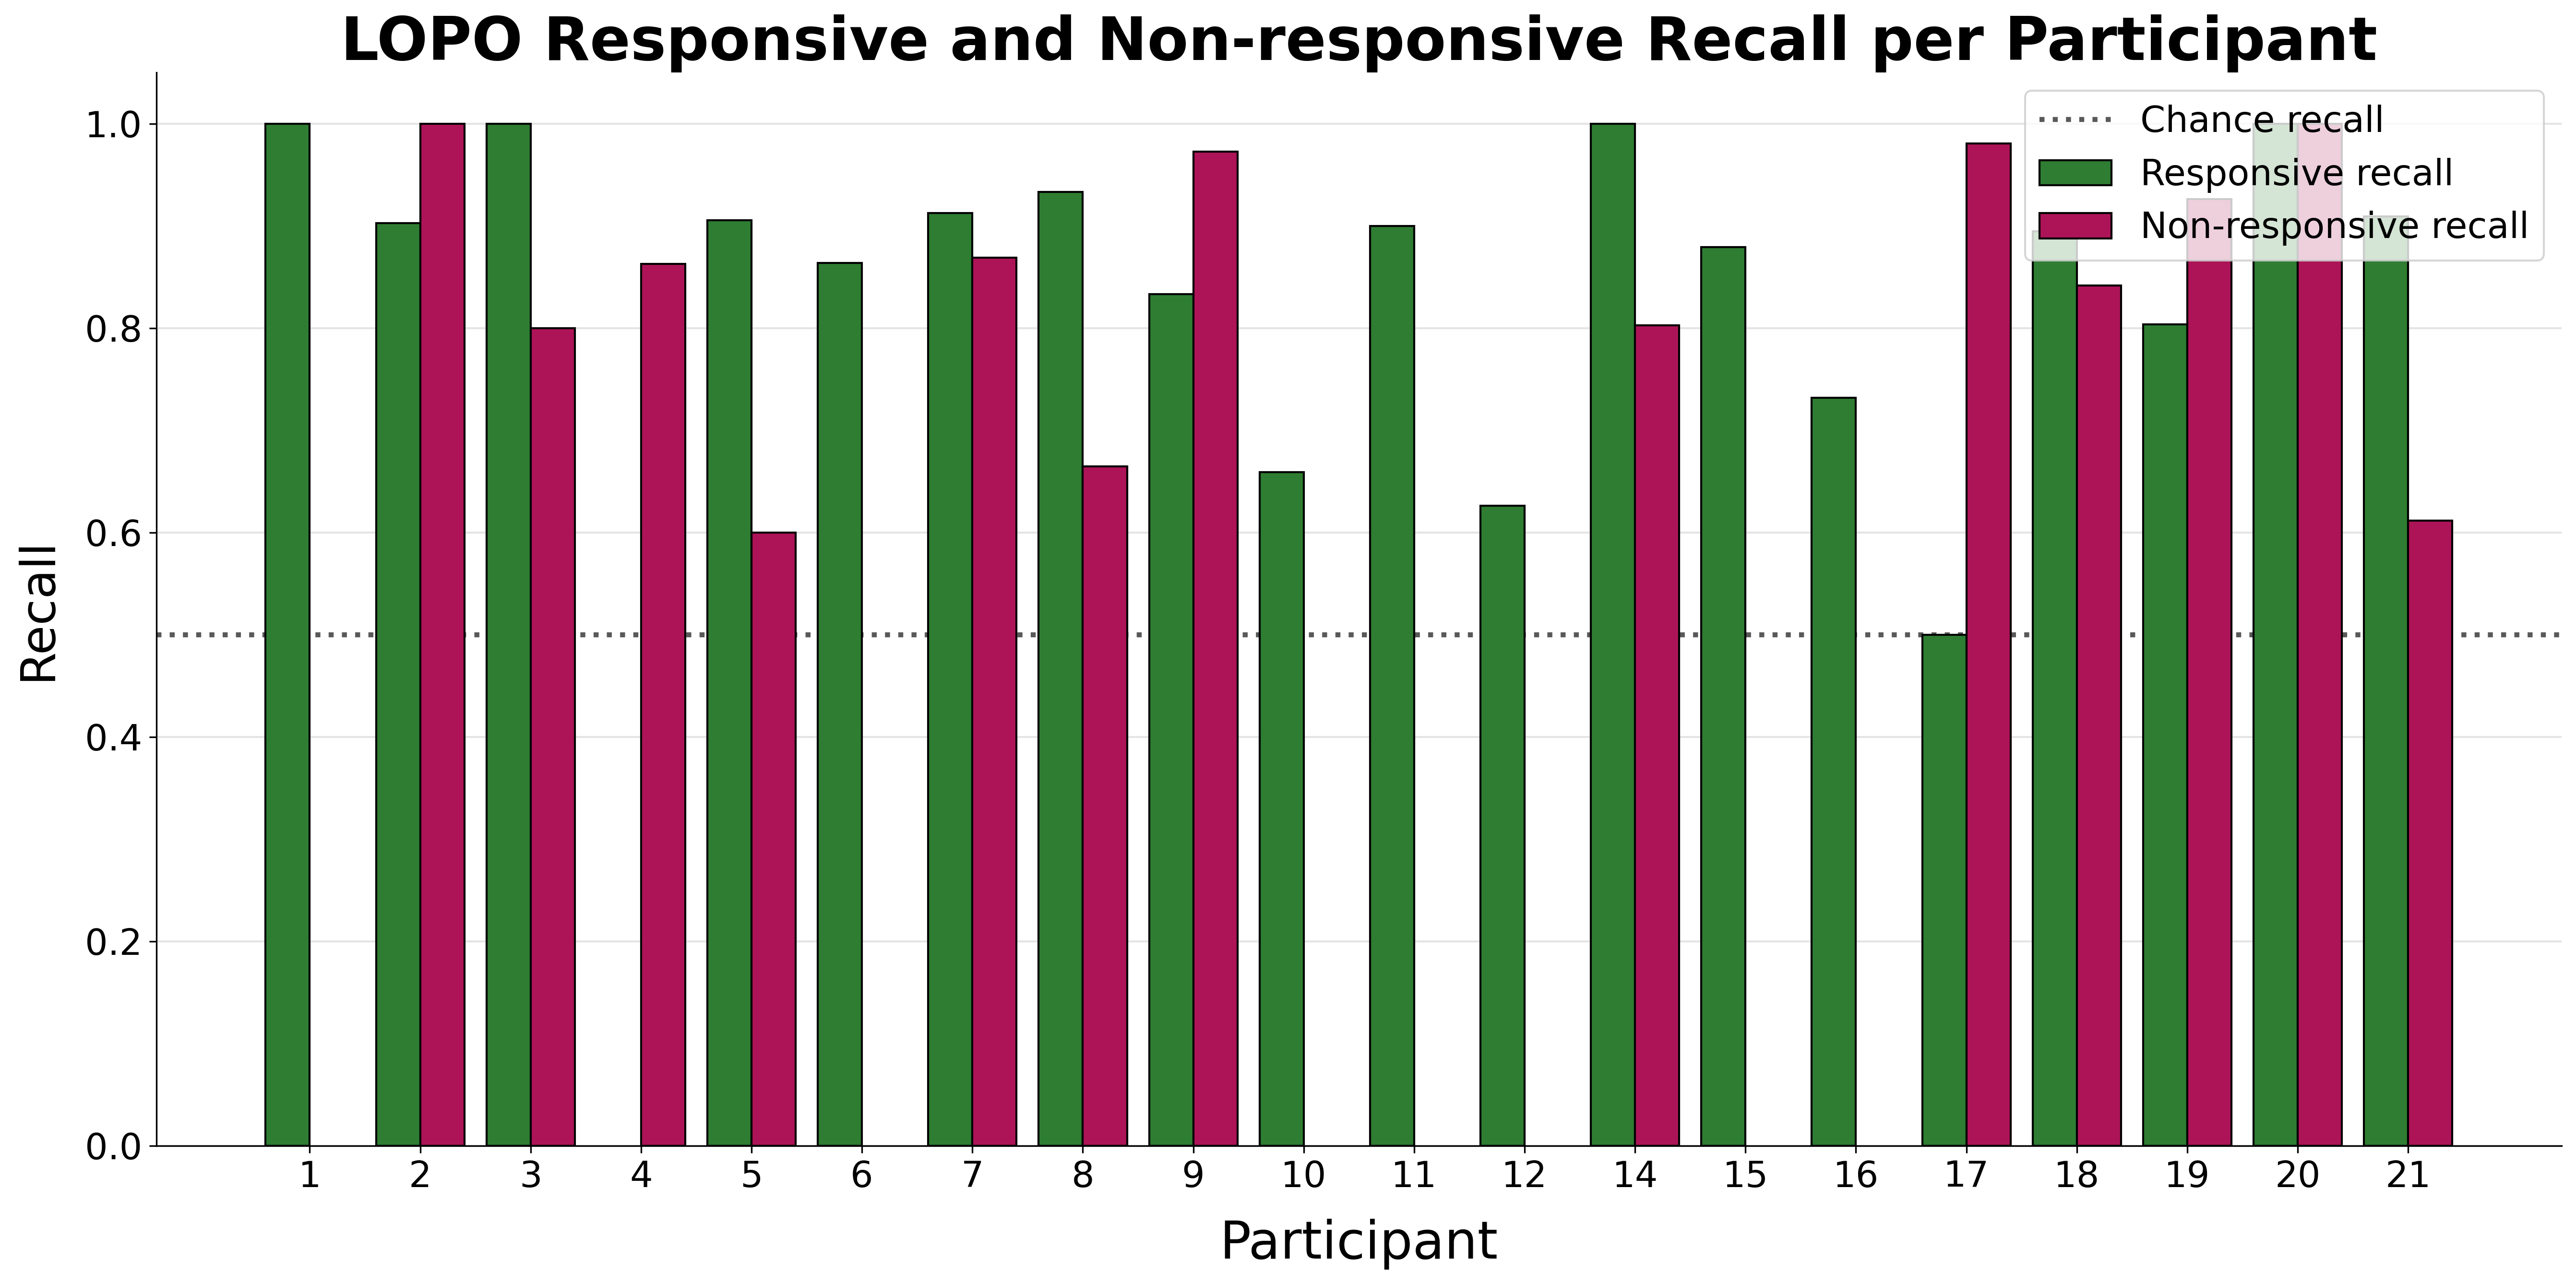 LOPO Responsive and Non-responsive Recall per Participant
Chance recall
Responsive recall
Non-responsive recall
1.0
0.8
0.6
0.4
0.2
0.0
Recall
1 2 3 4 5 6 7 8 9 10 11 12 14 15 16 17 18 19 20 21
Participant